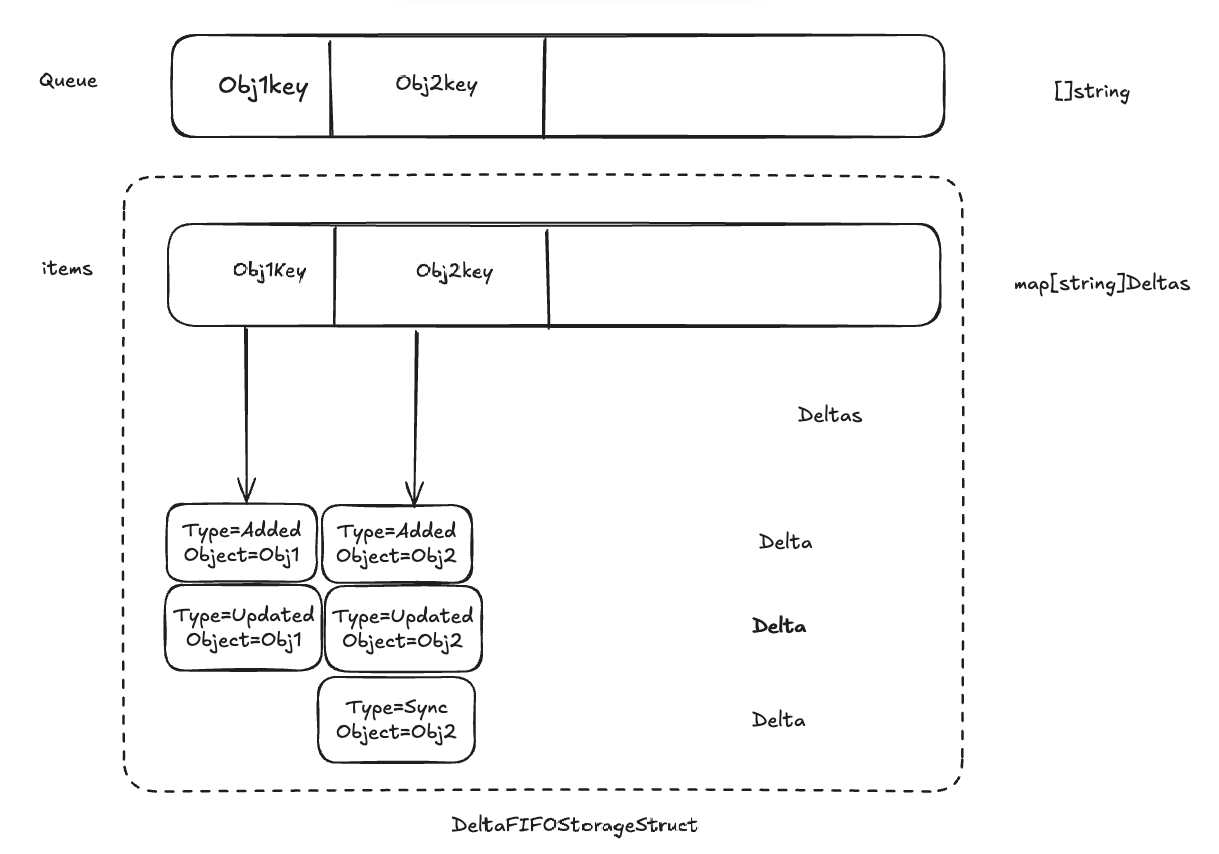 Queue
Obj1key
Obj2key
[]string
items
Obj1Key
Obj2key
map[string]Deltas
Deltas
Type=Added
Object=Obj1
Type=Added
Object=Obj2
Delta
Type=Updated
Object=Obj1
Type=Updated
Object=Obj2
Delta
Type=Sync
Object=Obj2
Delta
DeltaFIFOStorageStruct